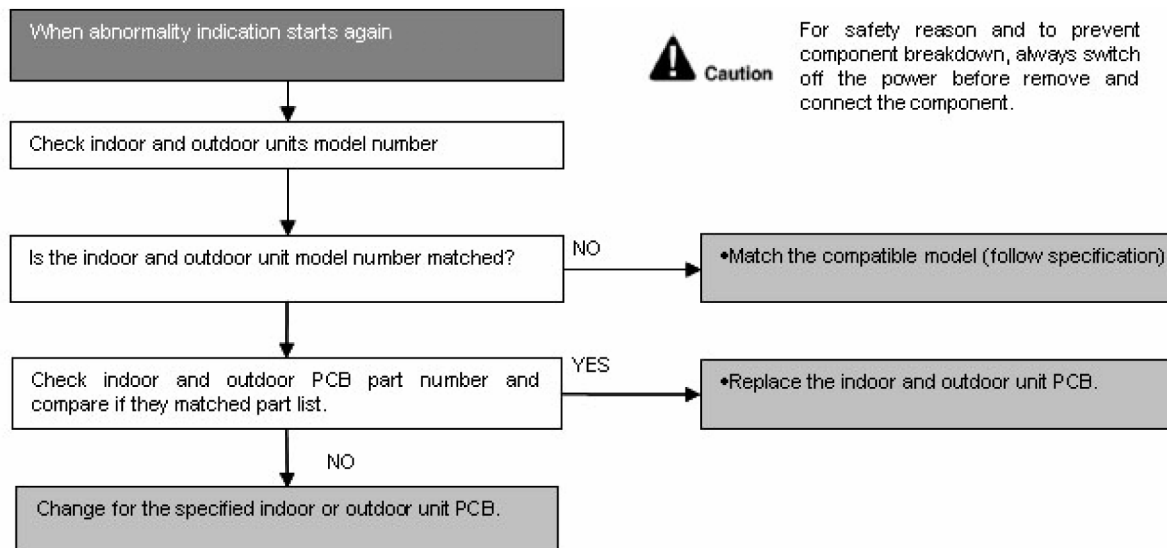 When abnormality indication starts again
Caution
For safety reason and to prevent
component breakdown, always switch
off the power before remove and
connect the component.
Check indoor and outdoor units model number
Is the indoor and outdoor unit model number matched?
NO
•Match the compatible model (follow specification)
Check indoor and outdoor PCB part number and
compare if they matched part list.
YES
•Replace the indoor and outdoor unit PCB.
NO
Change for the specified indoor or outdoor unit PCB.